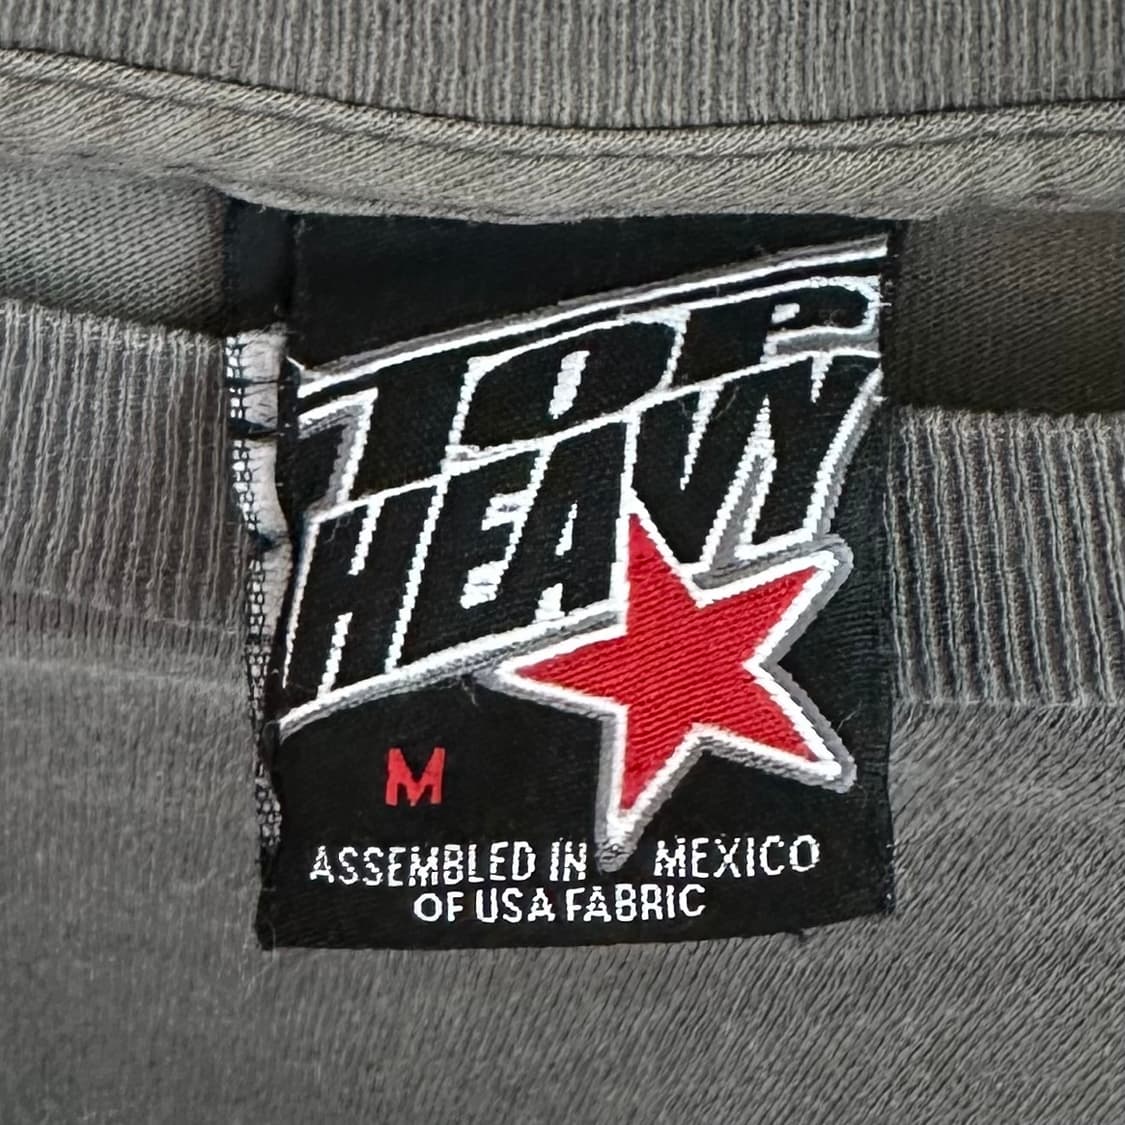 TOP
HEAVY
M
ASSEMBLED IN MEXICO
OF USA FABRIC